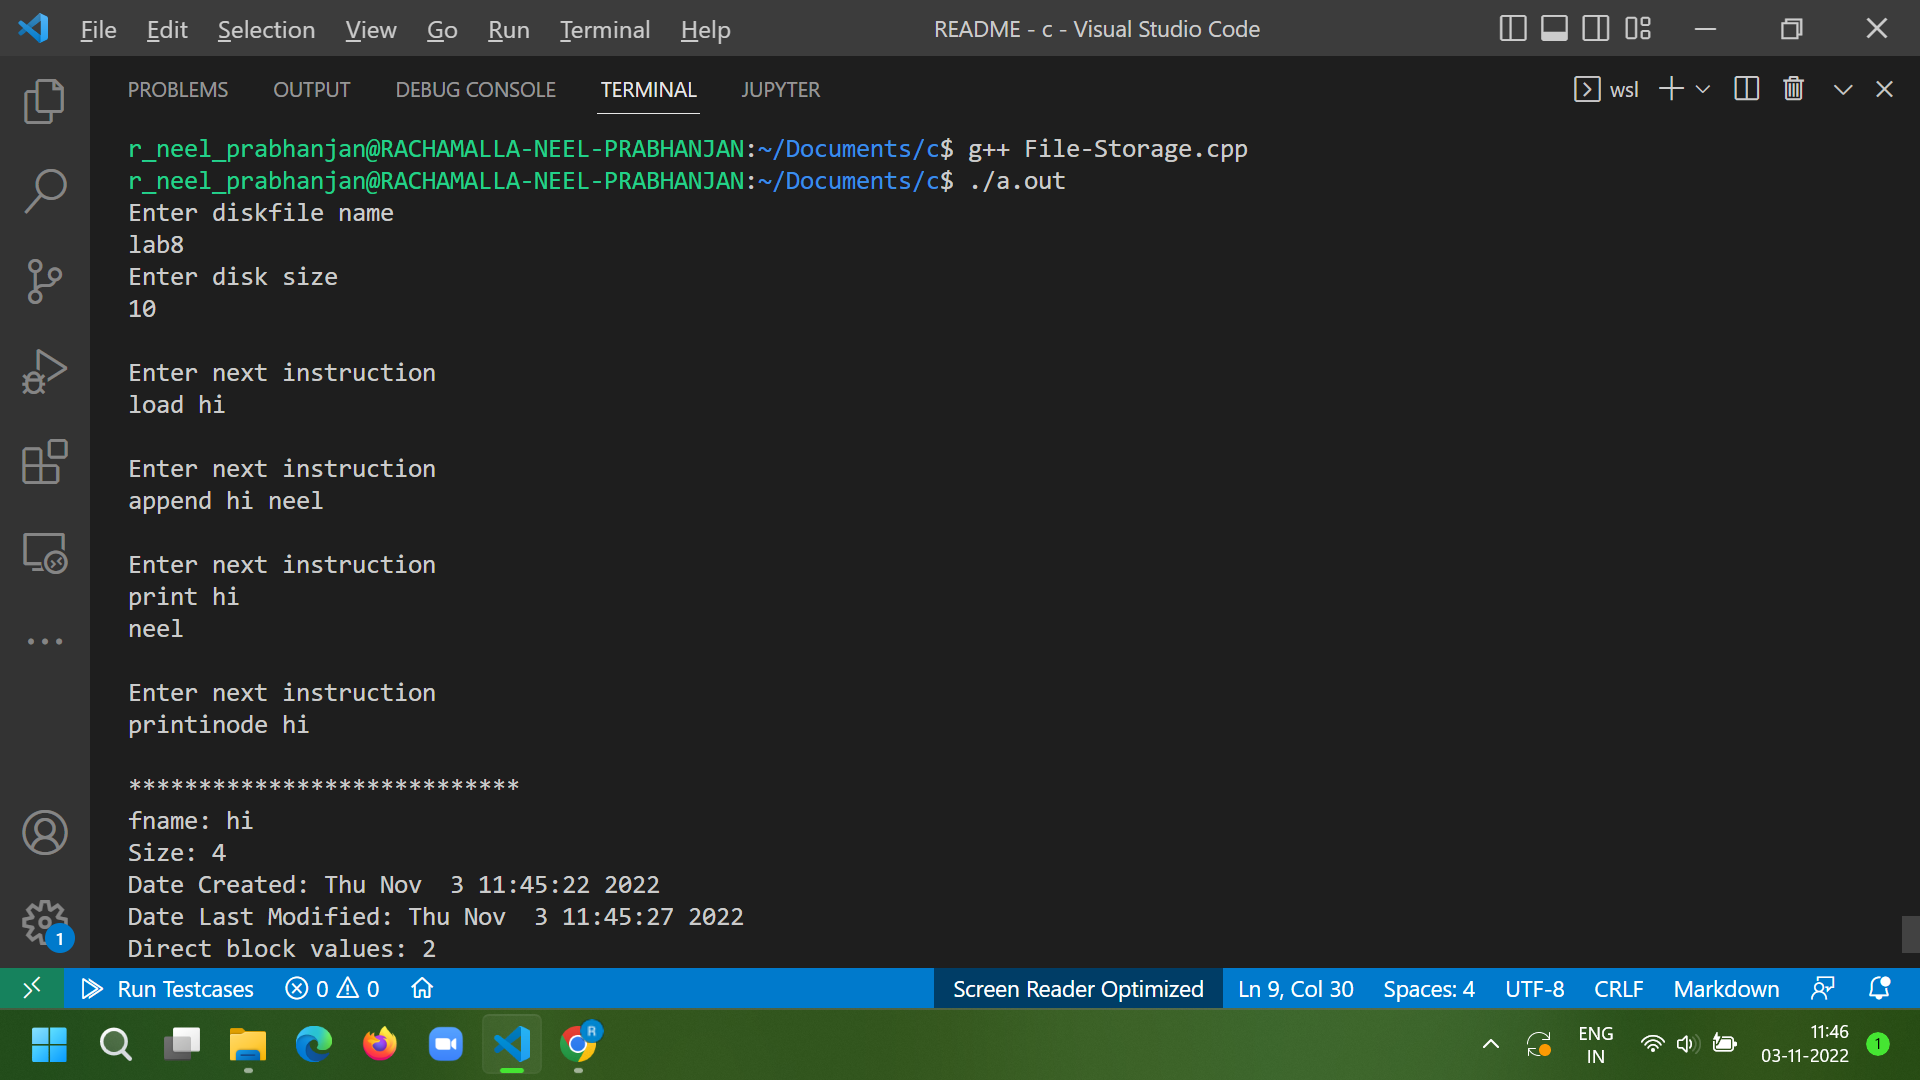 File Edit Selection View Go Run Terminal Help README - c - Visual Studio Code
PROBLEMS OUTPUT DEBUG CONSOLE TERMINAL JUPYTER wsl
r_neel_prabhanjan@RACHAMALLA-NEEL-PRABHANJAN:~/Documents/c$ g++ File-Storage.cpp
r_neel_prabhanjan@RACHAMALLA-NEEL-PRABHANJAN:~/Documents/c$ ./a.out
Enter diskfile name
lab8
Enter disk size
10
Enter next instruction
load hi
Enter next instruction
append hi neel
Enter next instruction
print hi
neel
Enter next instruction
printinode hi
****************************
fname: hi
Size: 4
Date Created: Thu Nov  3 11:45:22 2022
Date Last Modified: Thu Nov  3 11:45:27 2022
Direct block values: 2
1
Run Testcases 0 0 Screen Reader Optimized Ln 9, Col 30 Spaces: 4 UTF-8 CRLF Markdown
R
ENG 11:46
IN 03-11-2022 1